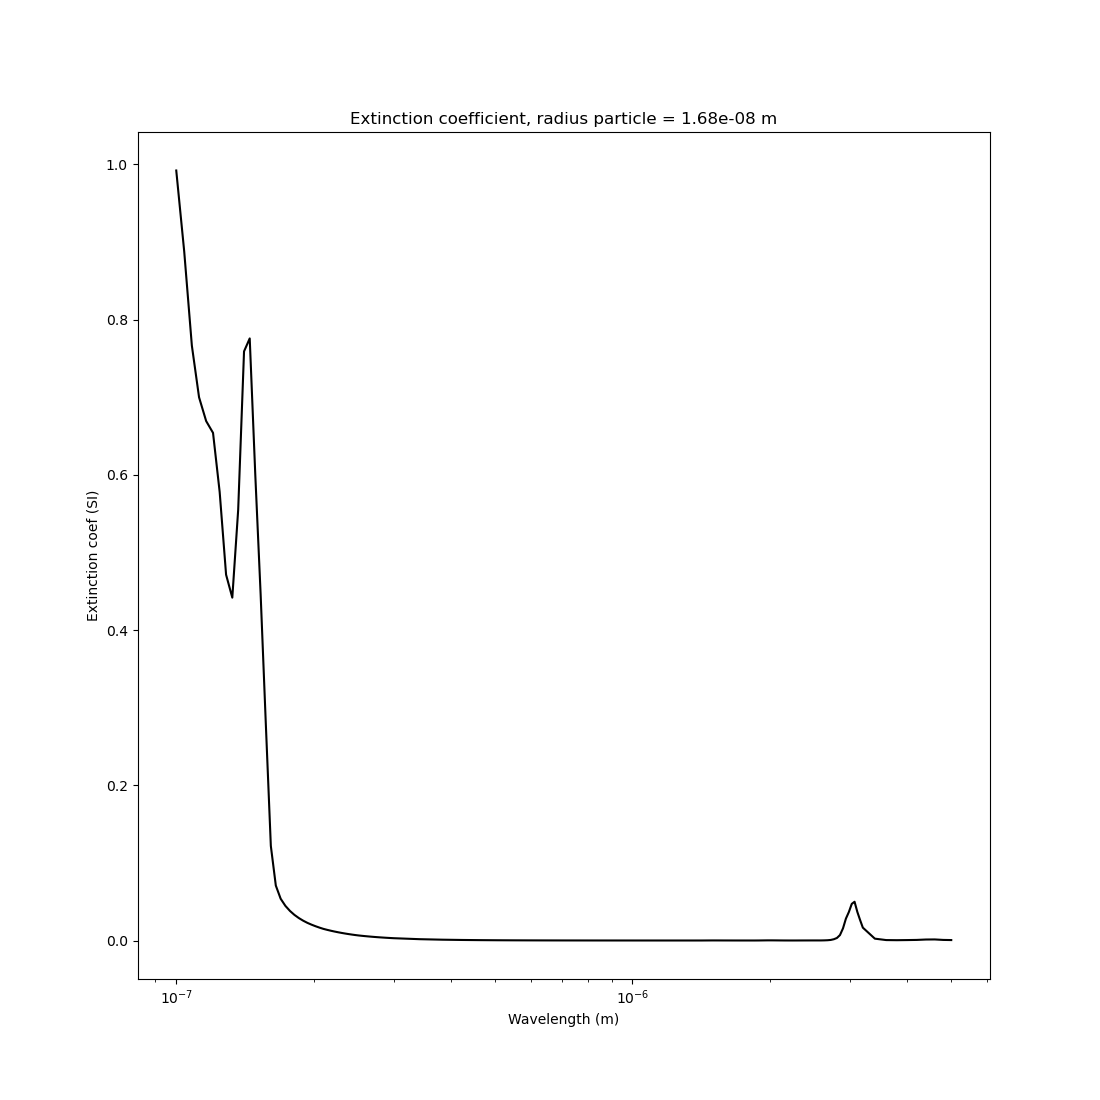 Extinction coefficient, radius particle = 1.68e-08 m
1.0
0.8
0.6
0.4
0.2
0.0
Extinction coef (SI)
10⁻⁷
10⁻⁶
Wavelength (m)